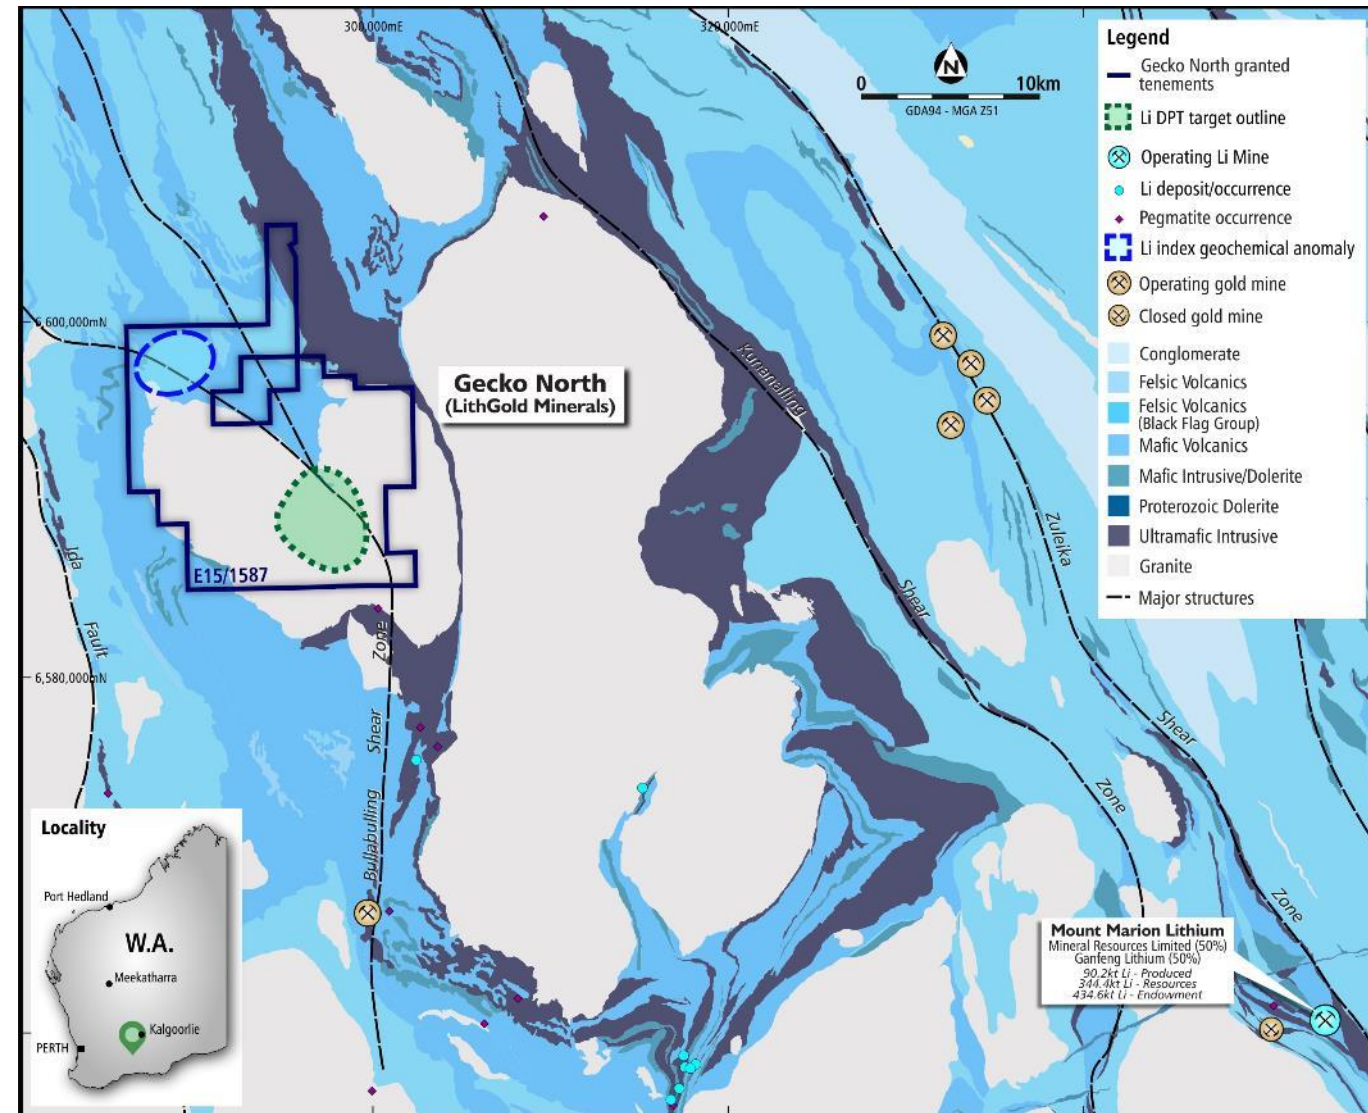 300,000mE
320,000mE
N
0 10km
GDA94 - MGA Z51
Legend
Gecko North granted
tenements
Li DPT target outline
Operating Li Mine
Li deposit/occurrence
Pegmatite occurrence
Li index geochemical anomaly
Operating gold mine
Closed gold mine
Conglomerate
Felsic Volcanics
Felsic Volcanics
(Black Flag Group)
Mafic Volcanics
Mafic Intrusive/Dolerite
Proterozoic Dolerite
Ultramafic Intrusive
Granite
Major structures
6,600,000mN
Gecko North
(LithGold Minerals)
Kunanalling
Shear
Zone
Zuleika
Shear
Zone
Ida
Fault
E15/1587
6,580,000mN
Bullabulling Shear Zone
Locality
Port Hedland
W.A.
Meekatharra
Kalgoorlie
PERTH
Mount Marion Lithium
Mineral Resources Limited (50%)
Ganfeng Lithium (50%)
90.2kt Li - Produced
344.4kt Li - Resources
434.6kt Li - Endowment